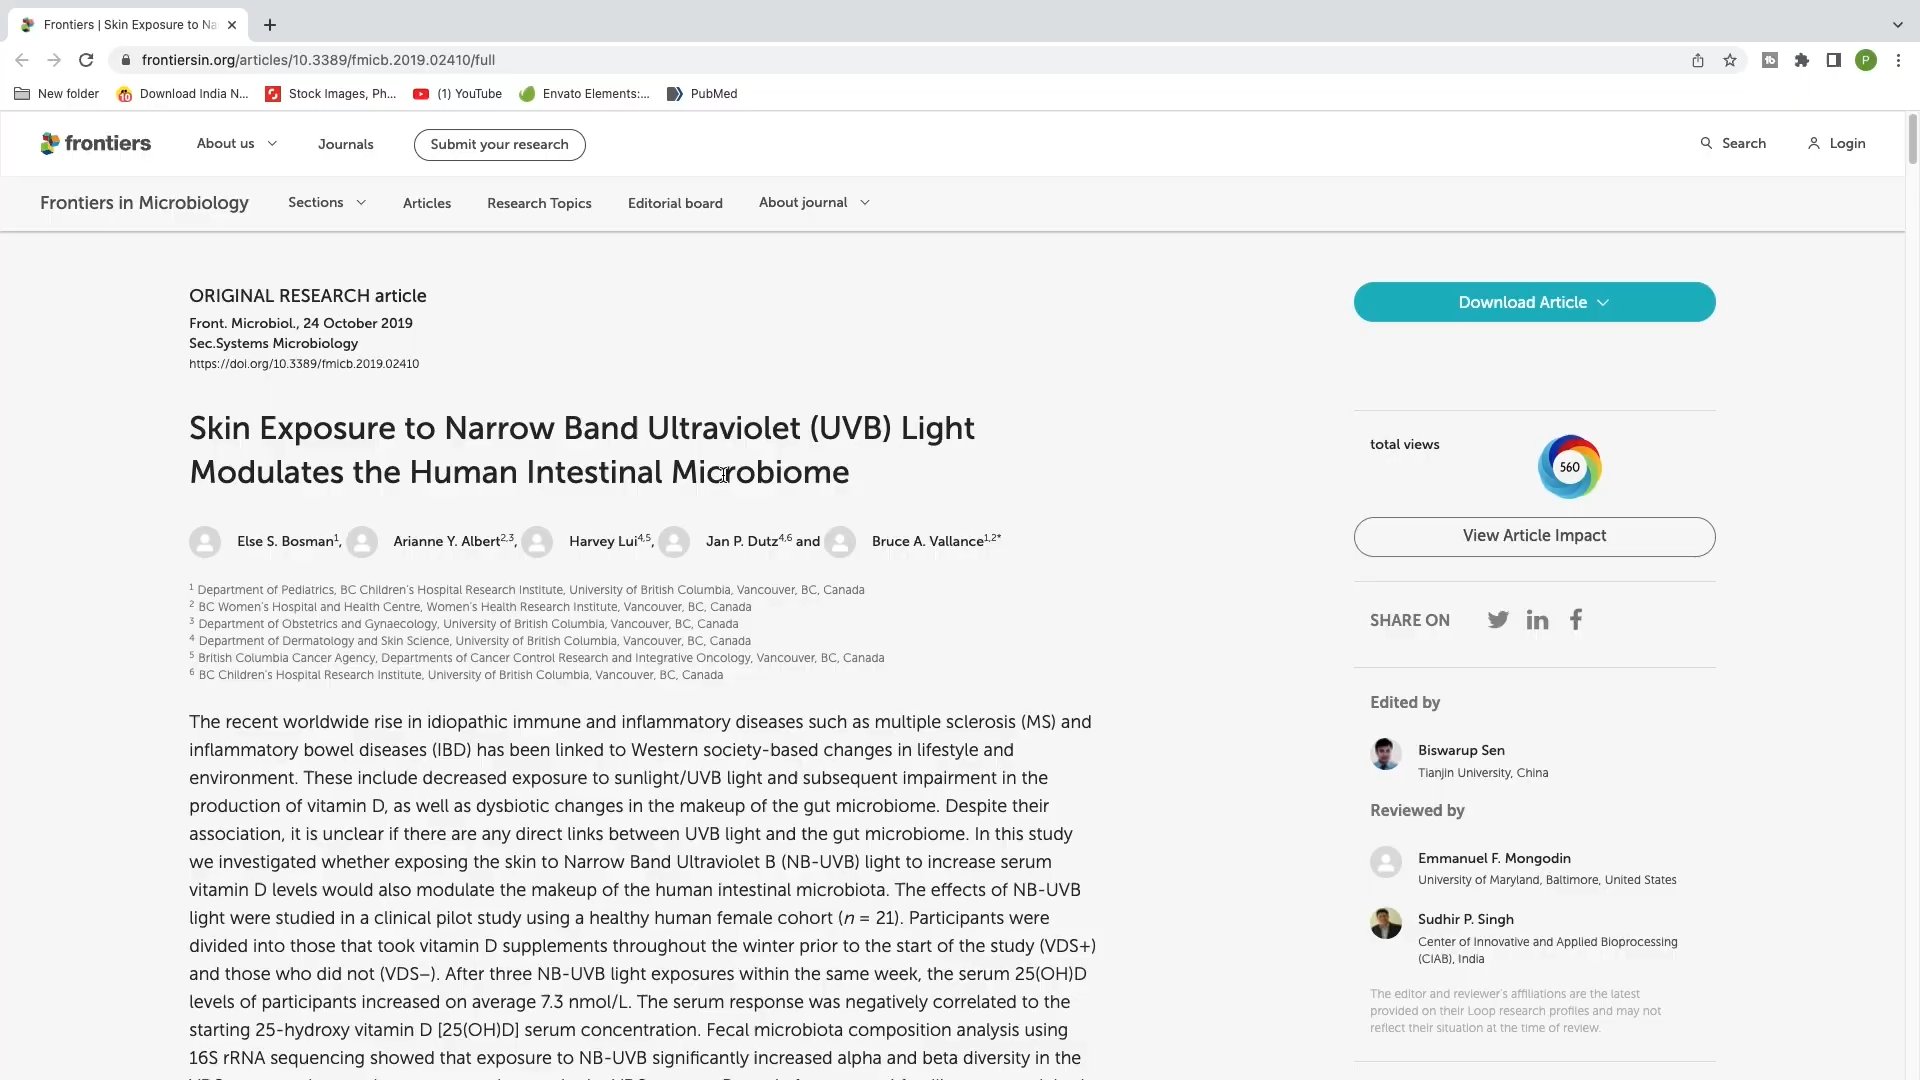 Frontiers | Skin Exposure to Na
frontiersin.org/articles/10.3389/fmicb.2019.02410/full
P
New folder
10
Download India N...
Stock Images, Ph...
(1) YouTube
Envato Elements:...
PubMed
frontiers
About us
Journals
Submit your research
Search
Login
Frontiers in Microbiology
Sections
Articles
Research Topics
Editorial board
About journal
ORIGINAL RESEARCH article
Front. Microbiol., 24 October 2019
Sec.Systems Microbiology
https://doi.org/10.3389/fmicb.2019.02410
Skin Exposure to Narrow Band Ultraviolet (UVB) Light
Modulates the Human Intestinal Microbiome
Else S. Bosman1, Arianne Y. Albert2,3, Harvey Lui4,5, Jan P. Dutz4,6 and Bruce A. Vallance1,2*
1 Department of Pediatrics, BC Children's Hospital Research Institute, University of British Columbia, Vancouver, BC, Canada
2 BC Women's Hospital and Health Centre, Women's Health Research Institute, Vancouver, BC, Canada
3 Department of Obstetrics and Gynaecology, University of British Columbia, Vancouver, BC, Canada
4 Department of Dermatology and Skin Science, University of British Columbia, Vancouver, BC, Canada
5 British Columbia Cancer Agency, Departments of Cancer Control Research and Integrative Oncology, Vancouver, BC, Canada
6 BC Children's Hospital Research Institute, University of British Columbia, Vancouver, BC, Canada
The recent worldwide rise in idiopathic immune and inflammatory diseases such as multiple sclerosis (MS) and
inflammatory bowel diseases (IBD) has been linked to Western society-based changes in lifestyle and
environment. These include decreased exposure to sunlight/UVB light and subsequent impairment in the
production of vitamin D, as well as dysbiotic changes in the makeup of the gut microbiome. Despite their
association, it is unclear if there are any direct links between UVB light and the gut microbiome. In this study
we investigated whether exposing the skin to Narrow Band Ultraviolet B (NB-UVB) light to increase serum
vitamin D levels would also modulate the makeup of the human intestinal microbiota. The effects of NB-UVB
light were studied in a clinical pilot study using a healthy human female cohort (n = 21). Participants were
divided into those that took vitamin D supplements throughout the winter prior to the start of the study (VDS+)
and those who did not (VDS−). After three NB-UVB light exposures within the same week, the serum 25(OH)D
levels of participants increased on average 7.3 nmol/L. The serum response was negatively correlated to the
starting 25-hydroxy vitamin D [25(OH)D] serum concentration. Fecal microbiota composition analysis using
16S rRNA sequencing showed that exposure to NB-UVB significantly increased alpha and beta diversity in the
Download Article
total views
560
View Article Impact
SHARE ON
Edited by
Biswarup Sen
Tianjin University, China
Reviewed by
Emmanuel F. Mongodin
University of Maryland, Baltimore, United States
Sudhir P. Singh
Center of Innovative and Applied Bioprocessing
(CIAB), India
The editor and reviewer's affiliations are the latest
provided on their Loop research profiles and may not
reflect their situation at the time of review.